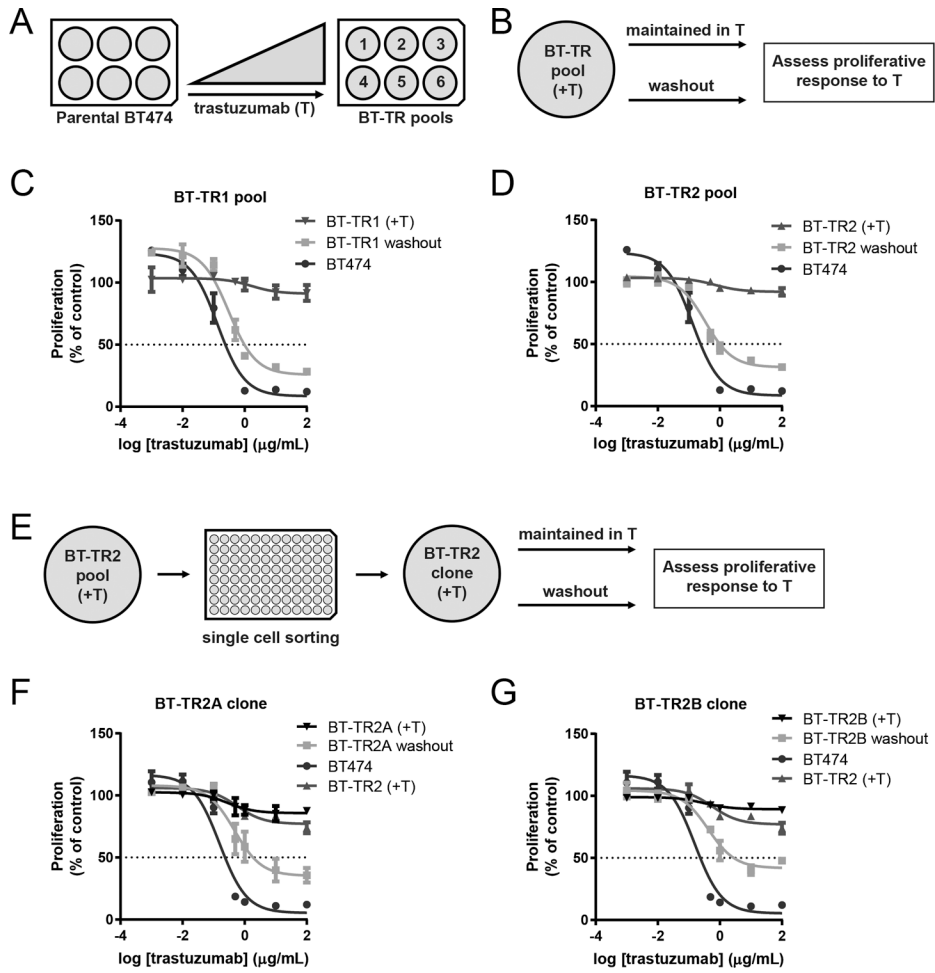 A
Parental BT474
trastuzumab (T)
1 2 3
4 5 6
BT-TR pools
B
BT-TR
pool
(+T)
maintained in T
washout
Assess proliferative
response to T
C
BT-TR1 pool
BT-TR1 (+T)
BT-TR1 washout
BT474
Proliferation
(% of control)
150
100
50
0
-4 -2 0 2
log [trastuzumab] (µg/mL)
D
BT-TR2 pool
BT-TR2 (+T)
BT-TR2 washout
BT474
Proliferation
(% of control)
150
100
50
0
-4 -2 0 2
log [trastuzumab] (µg/mL)
E
BT-TR2
pool
(+T)
single cell sorting
BT-TR2
clone
(+T)
maintained in T
washout
Assess proliferative
response to T
F
BT-TR2A clone
BT-TR2A (+T)
BT-TR2A washout
BT474
BT-TR2 (+T)
Proliferation
(% of control)
150
100
50
0
-4 -2 0 2
log [trastuzumab] (µg/mL)
G
BT-TR2B clone
BT-TR2B (+T)
BT-TR2B washout
BT474
BT-TR2 (+T)
Proliferation
(% of control)
150
100
50
0
-4 -2 0 2
log [trastuzumab] (µg/mL)